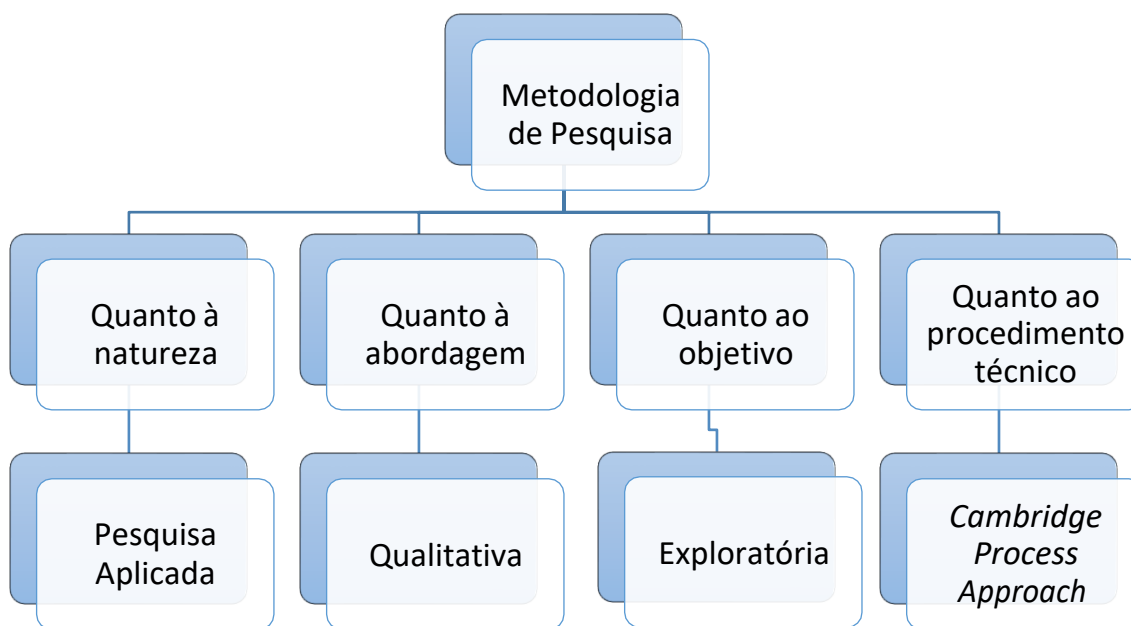 Metodologia
de Pesquisa
Quanto à
natureza
Quanto à
abordagem
Quanto ao
objetivo
Quanto ao
procedimento
técnico
Pesquisa
Aplicada
Qualitativa
Exploratória
Cambridge
Process
Approach